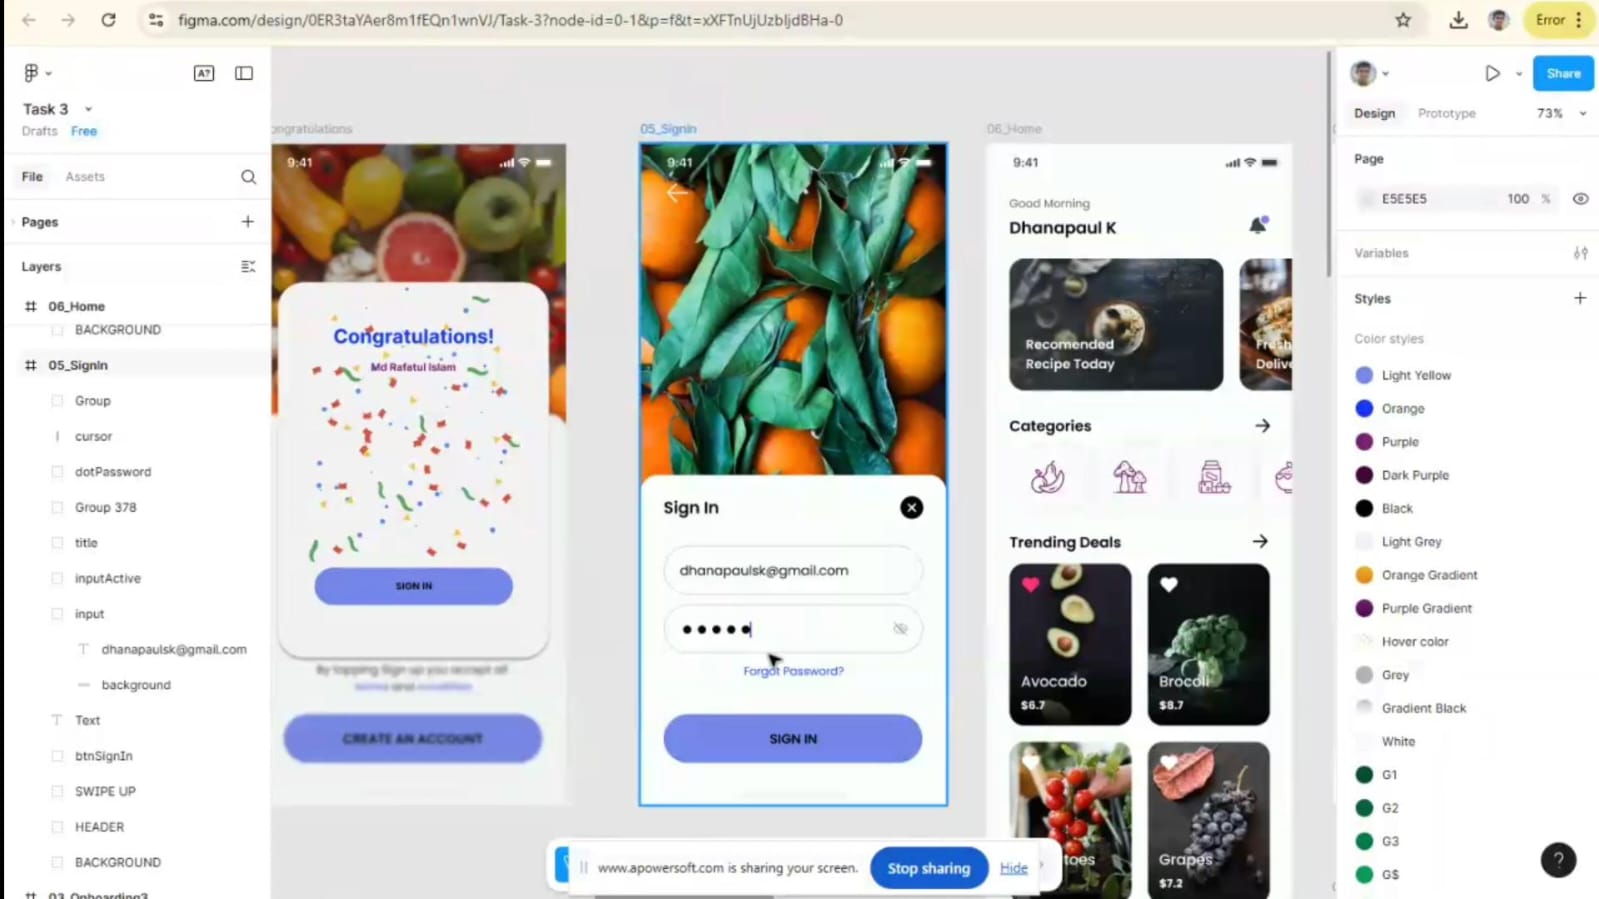 figma.com/design/0ER3taYAer8m1fEQn1wnVJ/Task-3?node-id=0-1&p=f&t=xXFTnUjUzbIjdBHa-0
Error
A?
Task 3
Drafts Free
File Assets
Pages
Layers
06_Home
BACKGROUND
05_SignIn
Group
cursor
dotPassword
Group 378
title
inputActive
input
dhanapaulsk@gmail.com
background
Text
btnSignIn
SWIPE UP
HEADER
BACKGROUND
03_Onboarding3
ongratulations
9:41
Congratulations!
Md Rafatul Islam
SIGN IN
By tapping Sign up you accept all
terms and condition
CREATE AN ACCOUNT
05_SignIn
9:41
Sign In
dhanapaulsk@gmail.com
Forgot Password?
SIGN IN
06_Home
9:41
Good Morning
Dhanapaul K
Recomended
Recipe Today
Fresh
Delive
Categories
Trending Deals
Avocado
$6.7
Brocoli
$8.7
toes
Grapes
$7.2
www.apowersoft.com is sharing your screen.
Stop sharing
Hide
Share
Design Prototype 73%
Page
E5E5E5 100 %
Variables
Styles
Color styles
Light Yellow
Orange
Purple
Dark Purple
Black
Light Grey
Orange Gradient
Purple Gradient
Hover color
Grey
Gradient Black
White
G1
G2
G3
G$
?